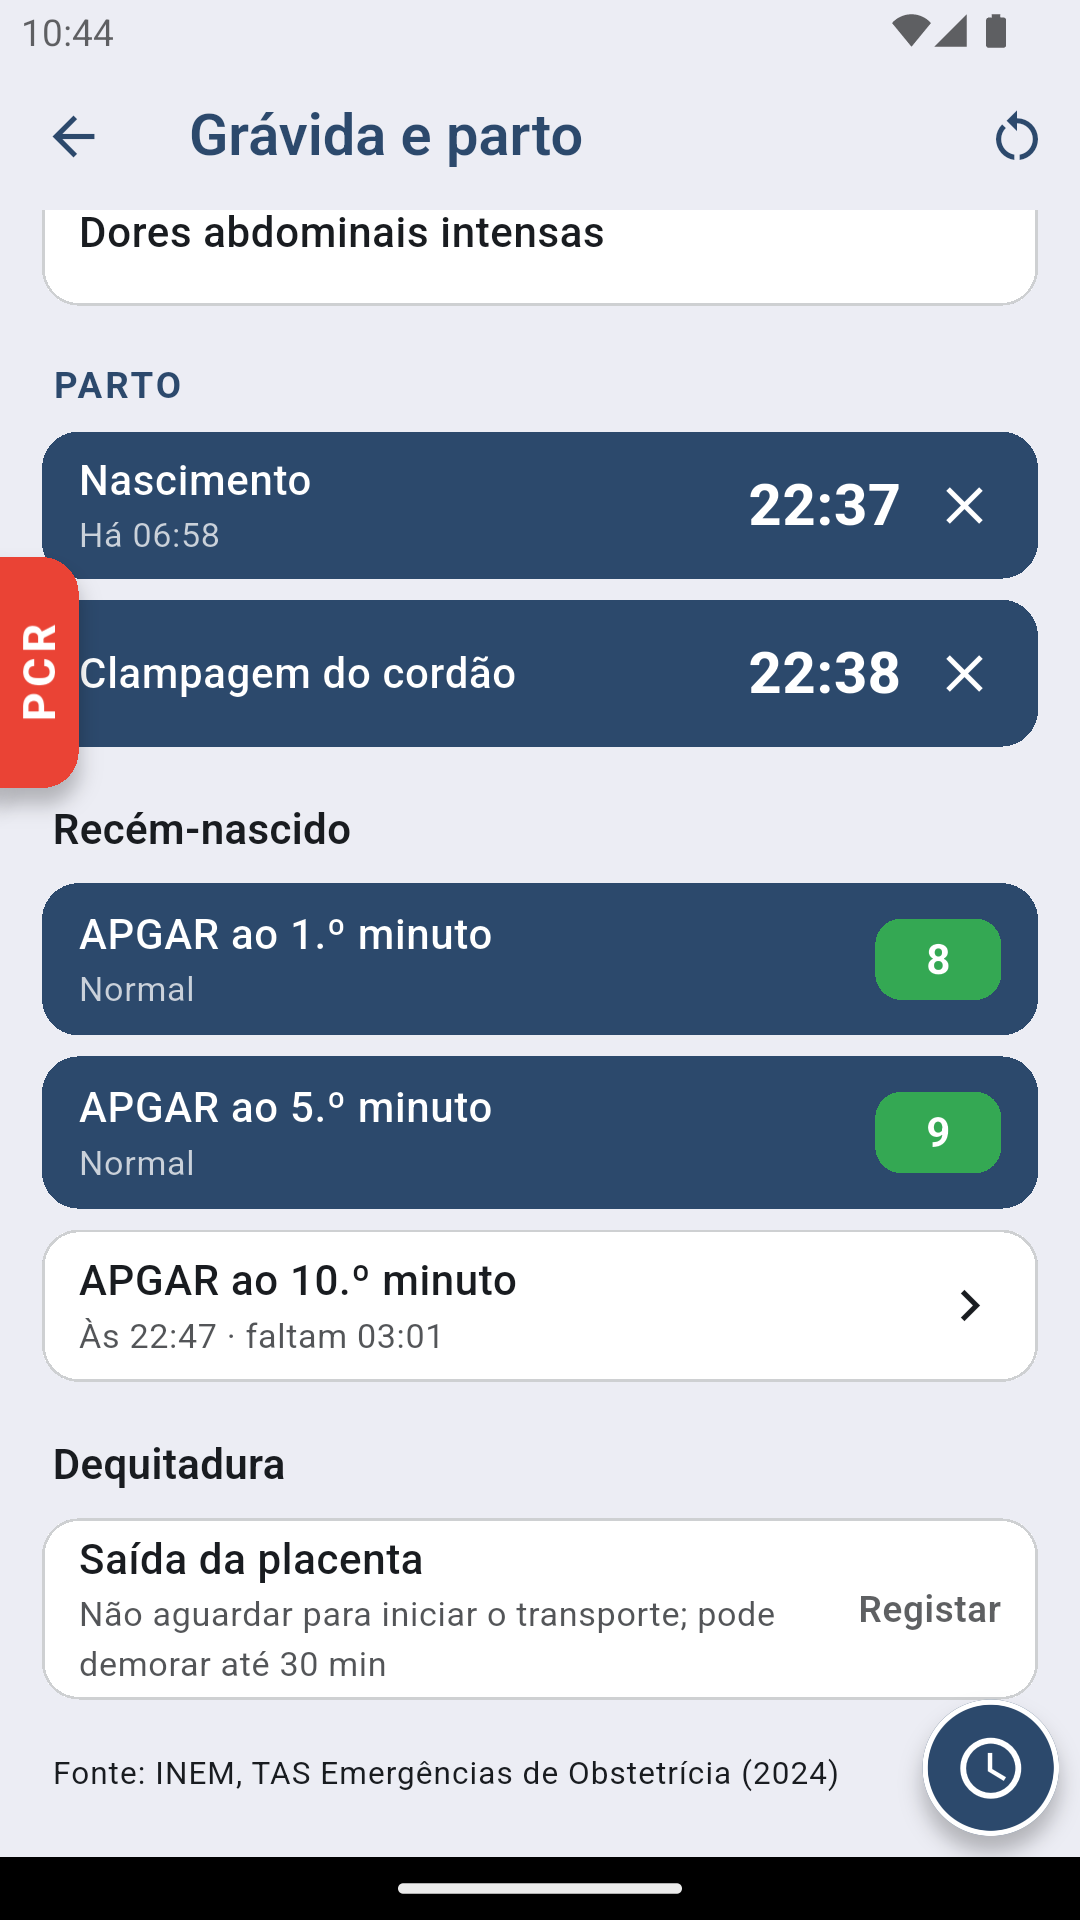 10:44
Grávida e parto
Dores abdominais intensas
PARTO
Nascimento
Há 06:58
22:37
PCR
Clampagem do cordão
22:38
Recém-nascido
APGAR ao 1.º minuto
Normal
8
APGAR ao 5.º minuto
Normal
9
APGAR ao 10.º minuto
Às 22:47 · faltam 03:01
Dequitadura
Saída da placenta
Não aguardar para iniciar o transporte; pode
demorar até 30 min
Registar
Fonte: INEM, TAS Emergências de Obstetrícia (2024)